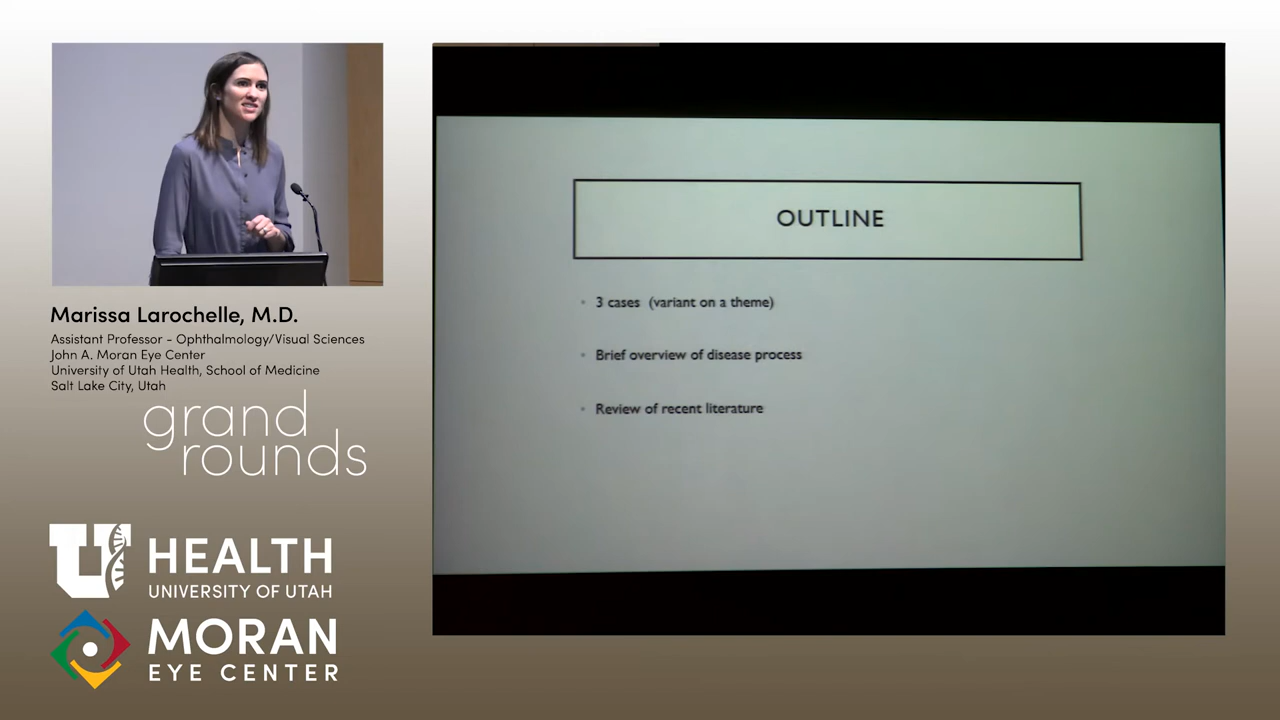 Marissa Larochelle, M.D.
Assistant Professor - Ophthalmology/Visual Sciences
John A. Moran Eye Center
University of Utah Health, School of Medicine
Salt Lake City, Utah
grand
rounds
U HEALTH
UNIVERSITY OF UTAH
MORAN
EYE CENTER
OUTLINE
3 cases (variant on a theme)
Brief overview of disease process
Review of recent literature